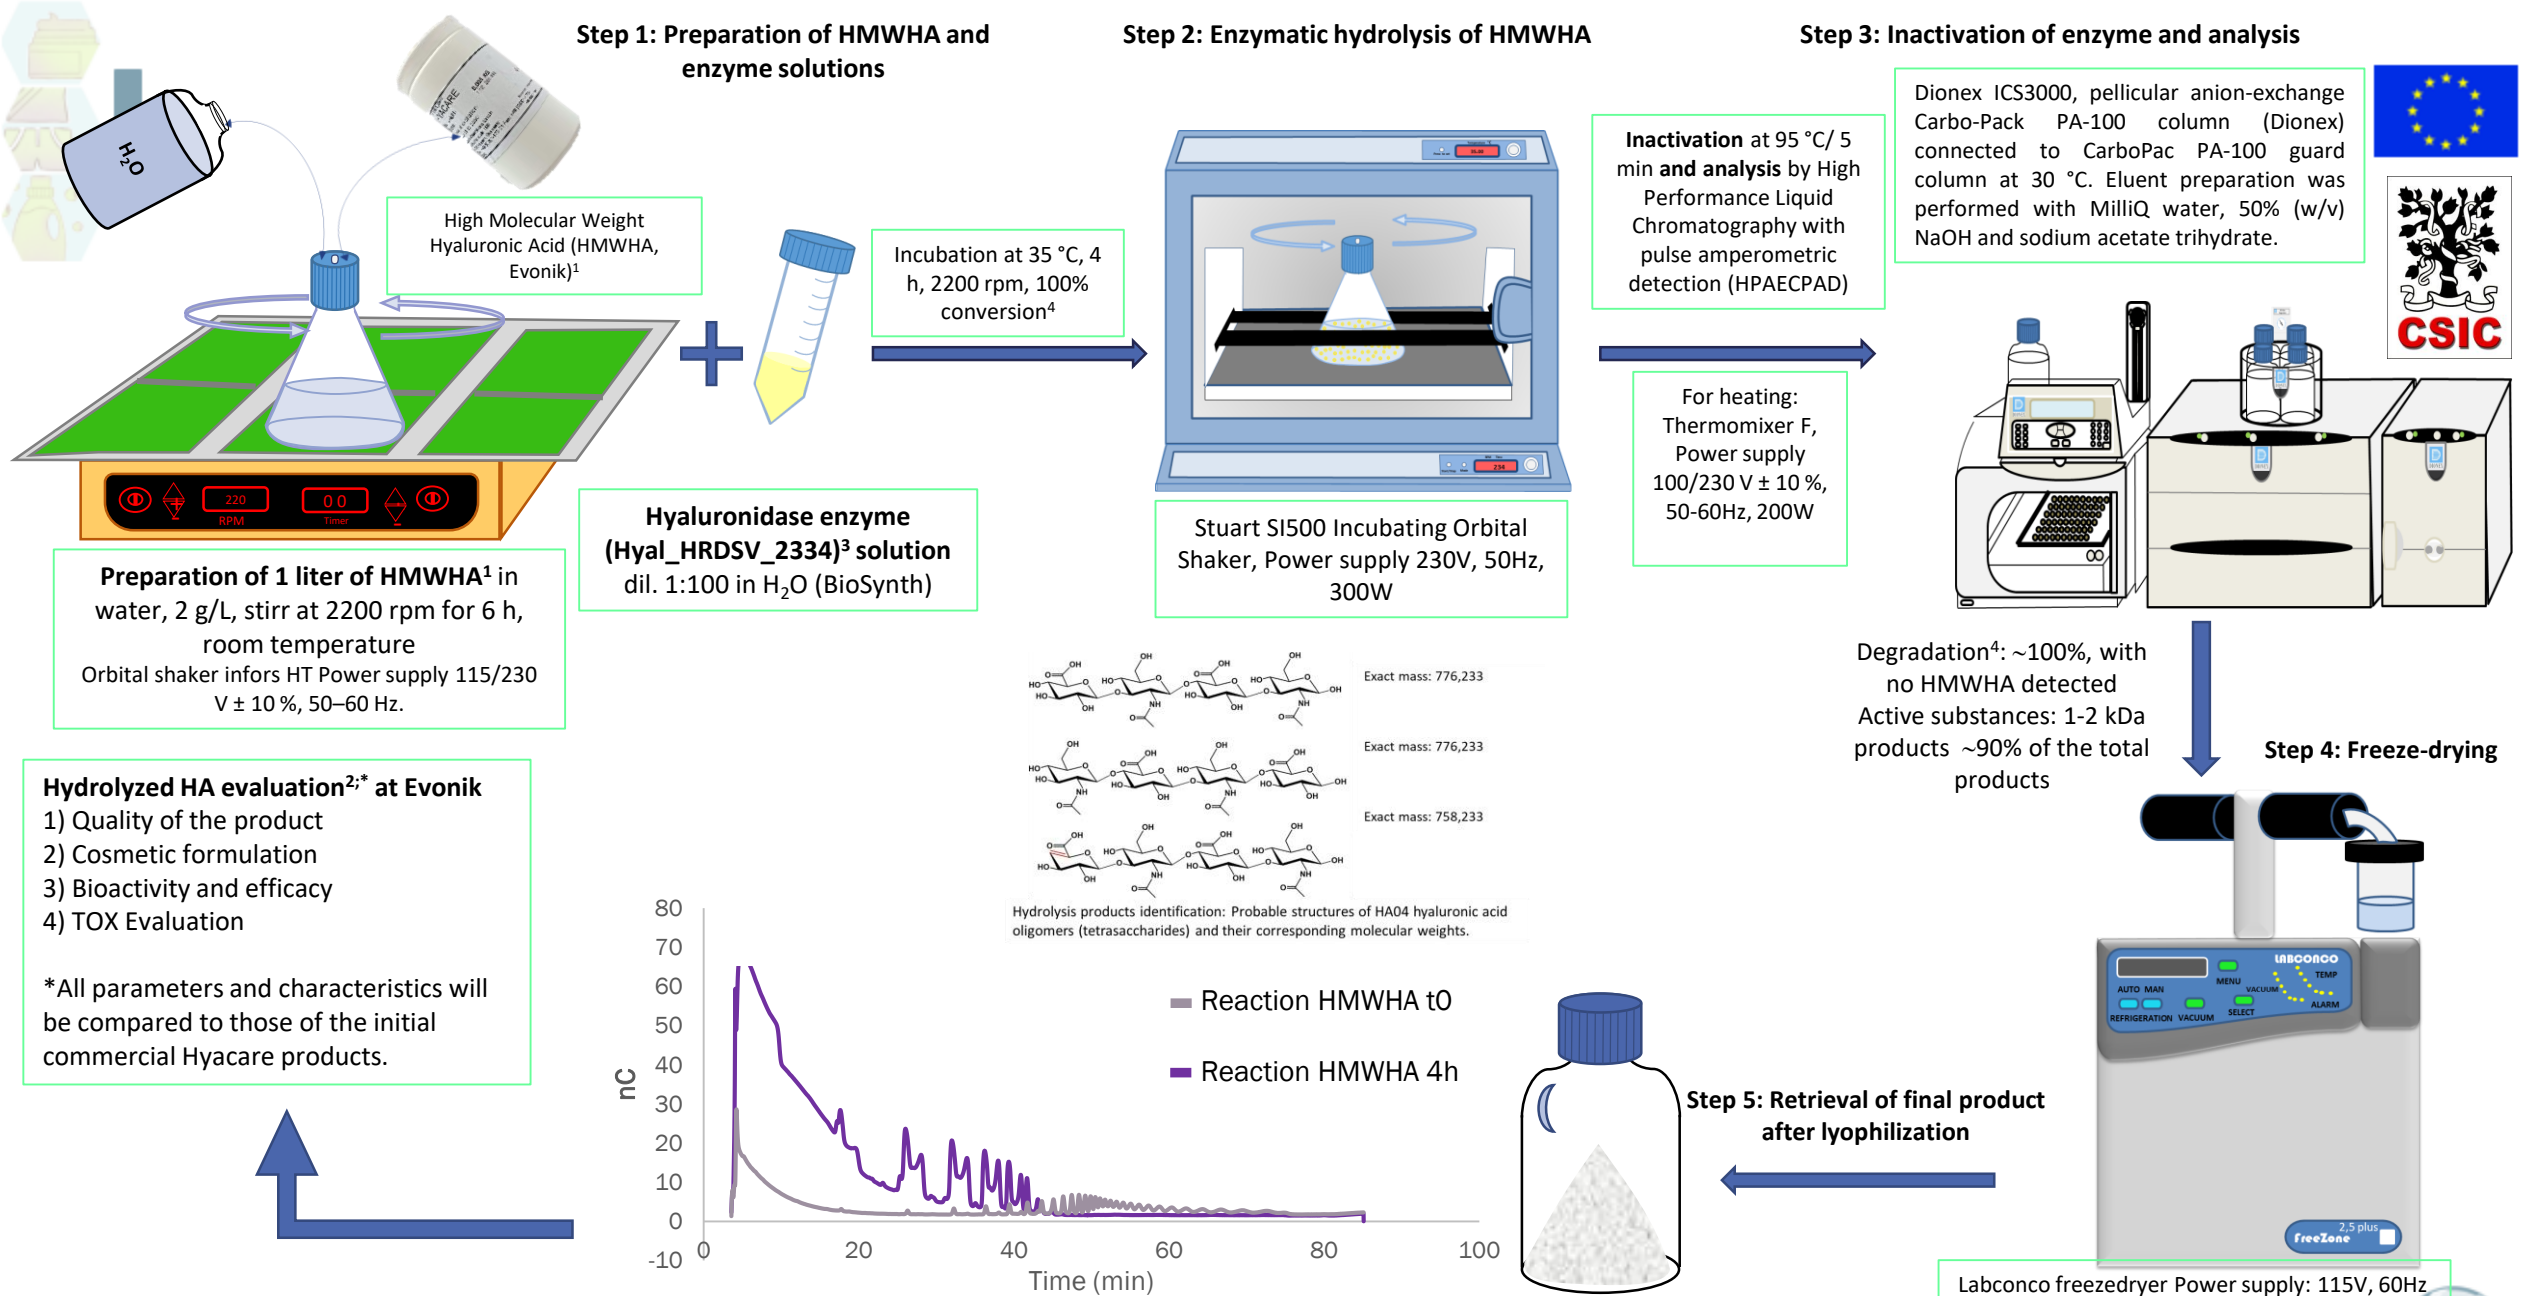 Step 1: Preparation of HMWHA and
enzyme solutions
H₂O
High Molecular Weight
Hyaluronic Acid (HMWHA,
Evonik)¹
220
RPM
0 0
Timer
Preparation of 1 liter of HMWHA¹ in
water, 2 g/L, stirr at 2200 rpm for 6 h,
room temperature
Orbital shaker infors HT Power supply 115/230
V ± 10 %, 50–60 Hz.
Hyaluronidase enzyme
(Hyal_HRDSV_2334)³ solution
dil. 1:100 in H₂O (BioSynth)
Incubation at 35 °C, 4
h, 2200 rpm, 100%
conversion⁴
Step 2: Enzymatic hydrolysis of HMWHA
234
Stuart SI500 Incubating Orbital
Shaker, Power supply 230V, 50Hz,
300W
Step 3: Inactivation of enzyme and analysis
Inactivation at 95 °C/ 5
min and analysis by High
Performance Liquid
Chromatography with
pulse amperometric
detection (HPAECPAD)
Dionex ICS3000, pellicular anion-exchange
Carbo-Pack PA-100 column (Dionex)
connected to CarboPac PA-100 guard
column at 30 °C. Eluent preparation was
performed with MilliQ water, 50% (w/v)
NaOH and sodium acetate trihydrate.
CSIC
For heating:
Thermomixer F,
Power supply
100/230 V ± 10 %,
50-60Hz, 200W
Degradation⁴: ~100%, with
no HMWHA detected
Active substances: 1-2 kDa
products ~90% of the total
products
Step 4: Freeze-drying
LABCONCO
MENU
TEMP
AUTO MAN
VACUUM
ALARM
REFRIGERATION VACUUM SELECT
2,5 plus
FreeZone
Labconco freezedryer Power supply: 115V, 60Hz
Step 5: Retrieval of final product
after lyophilization
Exact mass: 776,233
Exact mass: 776,233
Exact mass: 758,233
Hydrolysis products identification: Probable structures of HA04 hyaluronic acid
oligomers (tetrasaccharides) and their corresponding molecular weights.
Reaction HMWHA t0
Reaction HMWHA 4h
nC
80
70
60
50
40
30
20
10
0
-10
0 20 40 60 80 100
Time (min)
Hydrolyzed HA evaluation²;* at Evonik
1) Quality of the product
2) Cosmetic formulation
3) Bioactivity and efficacy
4) TOX Evaluation
*All parameters and characteristics will
be compared to those of the initial
commercial Hyacare products.